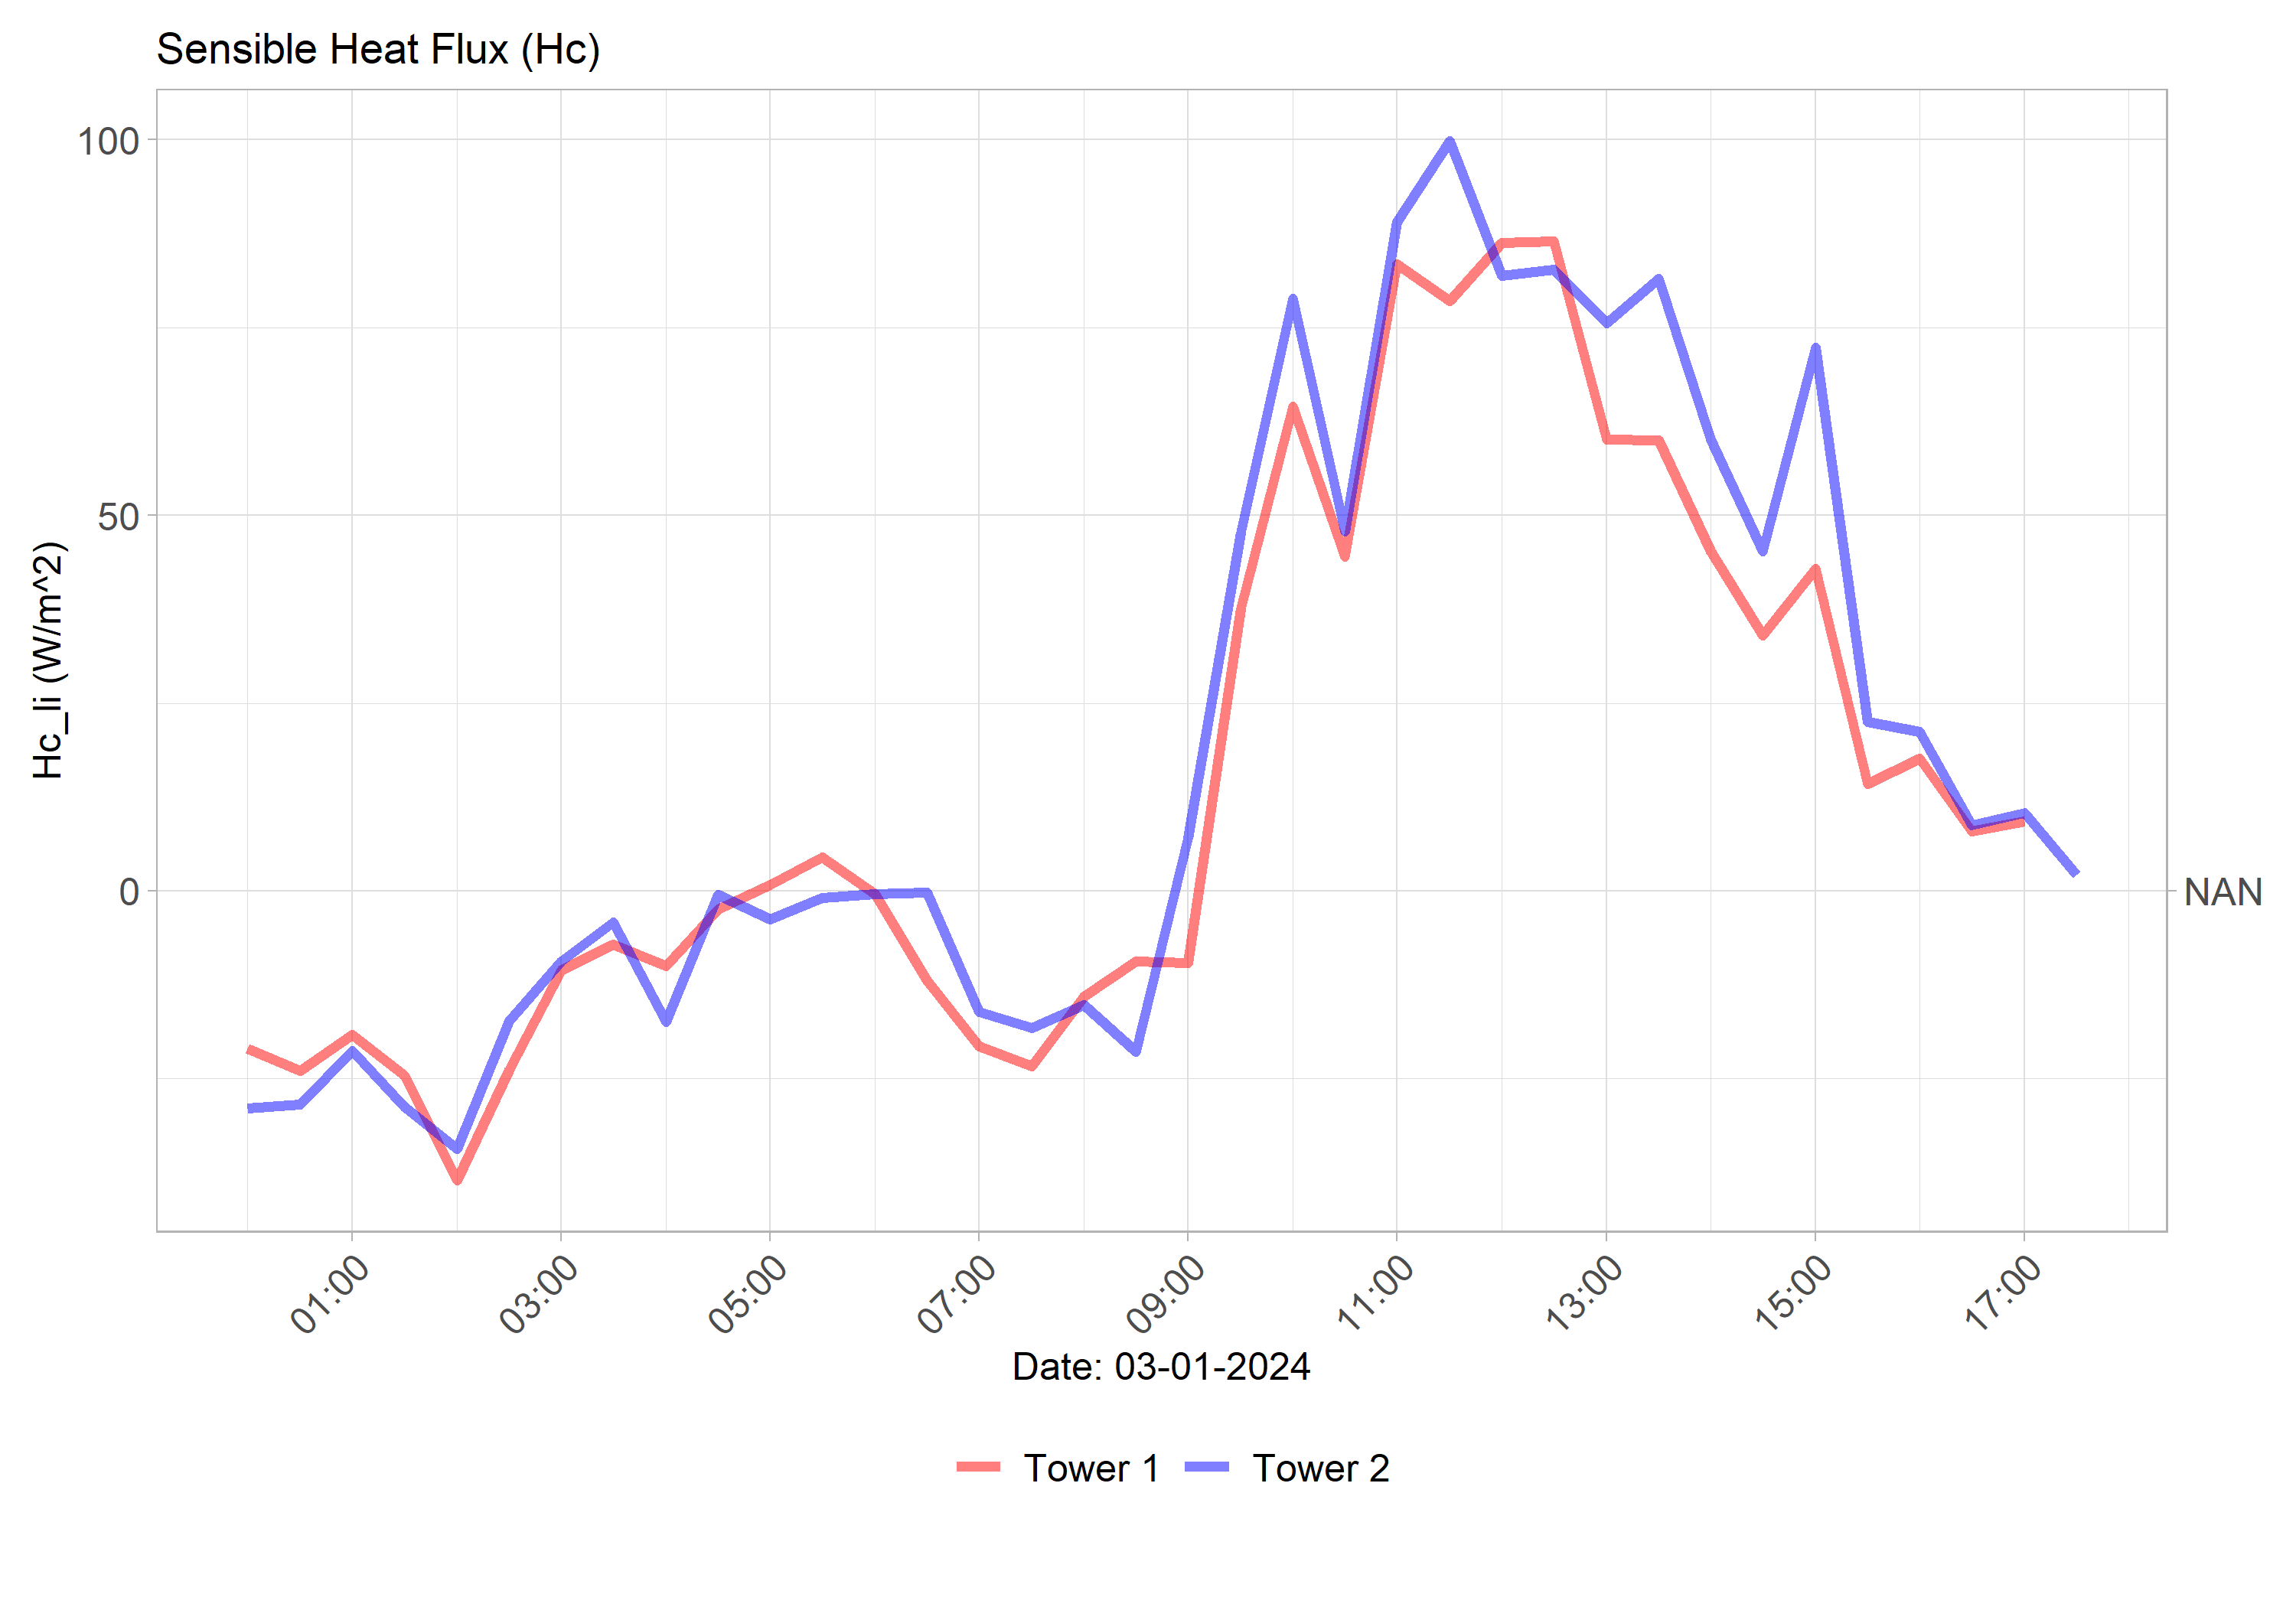 Sensible Heat Flux (Hc)
100
50
0
Hc_li (W/m^2)
NAN
01:00
03:00
05:00
07:00
09:00
11:00
13:00
15:00
17:00
Date: 03-01-2024
Tower 1
Tower 2